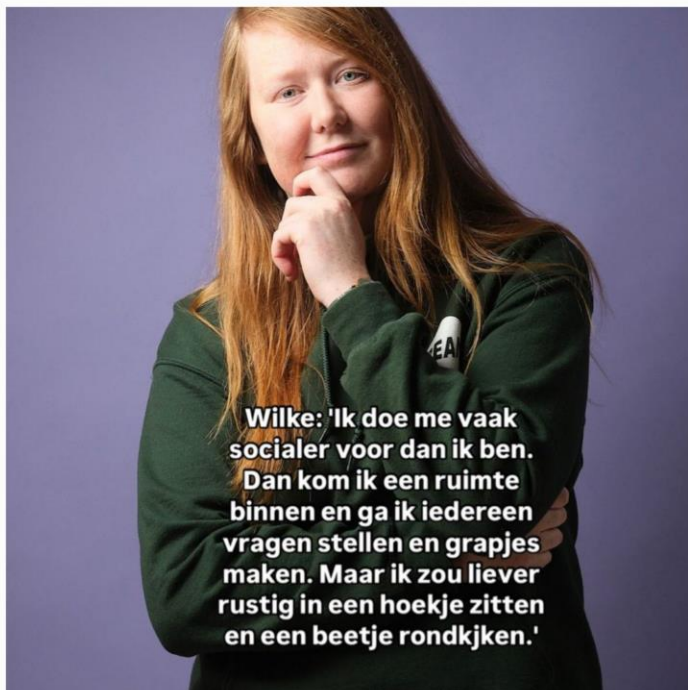 EA
Wilke: 'Ik doe me vaak
socialer voor dan ik ben.
Dan kom ik een ruimte
binnen en ga ik iedereen
vragen stellen en grapjes
maken. Maar ik zou liever
rustig in een hoekje zitten
en een beetje rondkjken.'